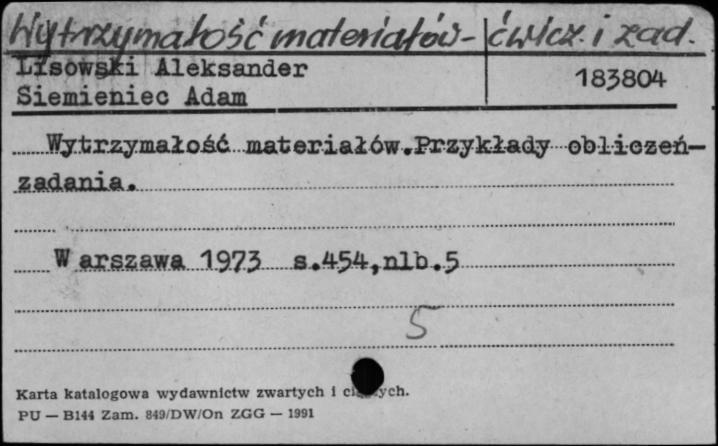 Wytrzymałość materiałów - ćwicz. i zad.
Lisowski Aleksander
183804
Siemieniec Adam
Wytrzymałość materiałów.Przykłady obliczeń-
zadania.
Warszawa 1973 s.454,nlb.5
5
Karta katalogowa wydawnictw zwartych i ych.
PU — B144 Zam. 849/DW/On ZGG — 1991